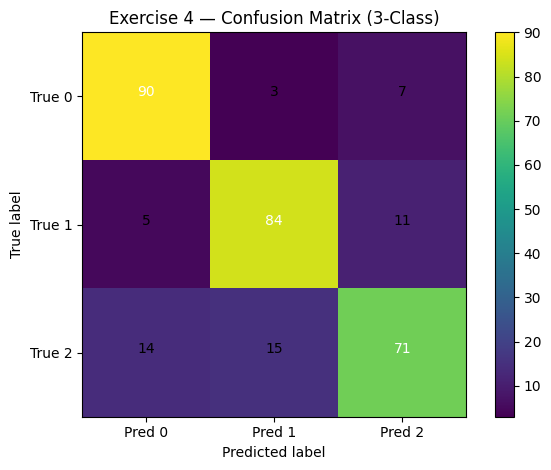 Exercise 4 — Confusion Matrix (3-Class)
True label
True 0
90 3 7
True 1
5 84 11
True 2
14 15 71
Pred 0 Pred 1 Pred 2
Predicted label
90
80
70
60
50
40
30
20
10